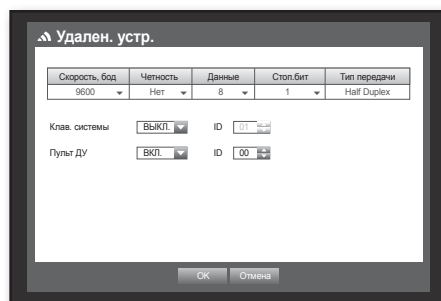 Удален. устр.
Скорость, бод Четность Данные Стоп.бит Тип передачи
9600 Нет 8 1 Half Duplex
Клав. системы ВЫКЛ. ID 01
Пульт ДУ ВКЛ. ID 00
OK Отмена